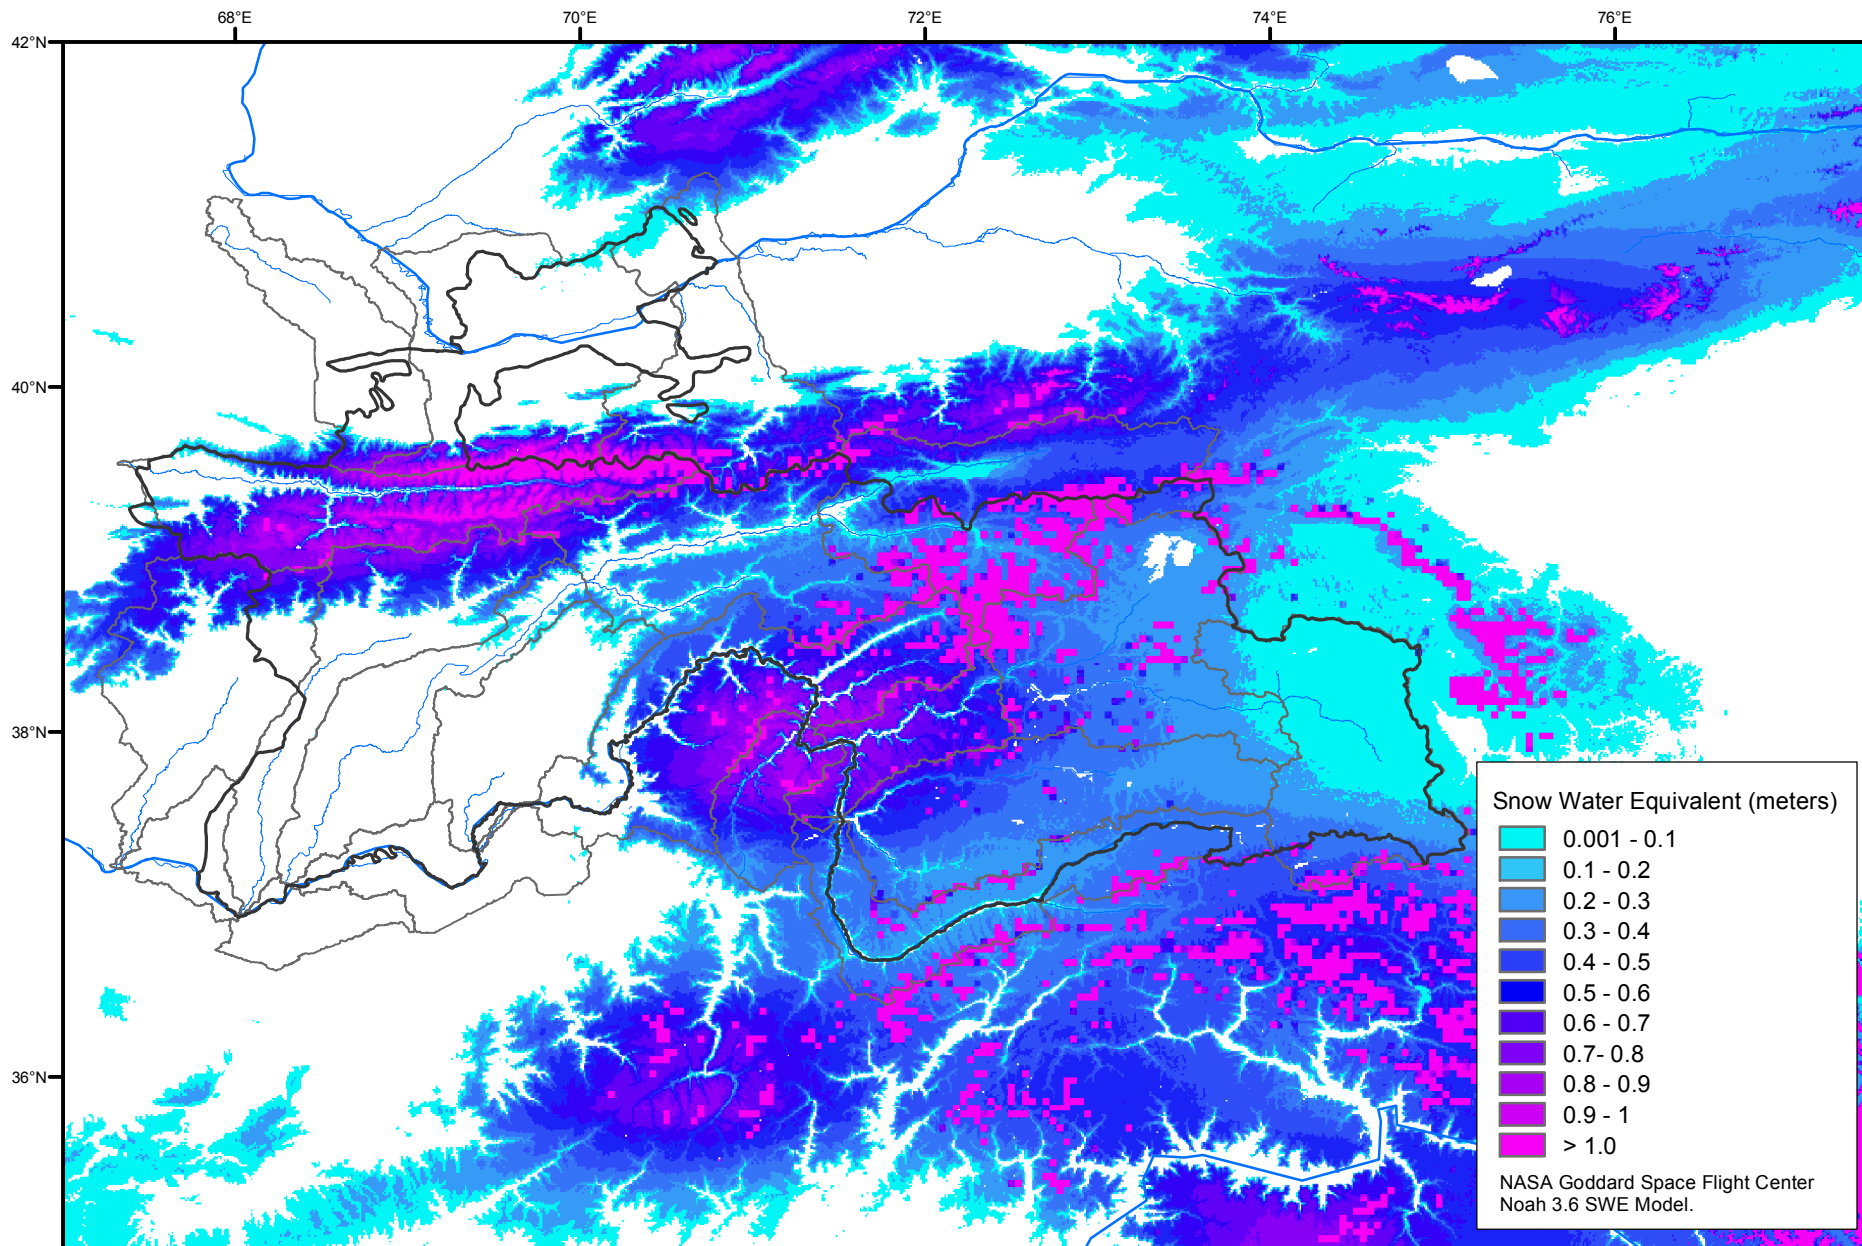 68°E
70°E
72°E
74°E
76°E
42°N
40°N
38°N
36°N
Snow Water Equivalent (meters)
0.001 - 0.1
0.1 - 0.2
0.2 - 0.3
0.3 - 0.4
0.4 - 0.5
0.5 - 0.6
0.6 - 0.7
0.7- 0.8
0.8 - 0.9
0.9 - 1
> 1.0
NASA Goddard Space Flight Center
Noah 3.6 SWE Model.